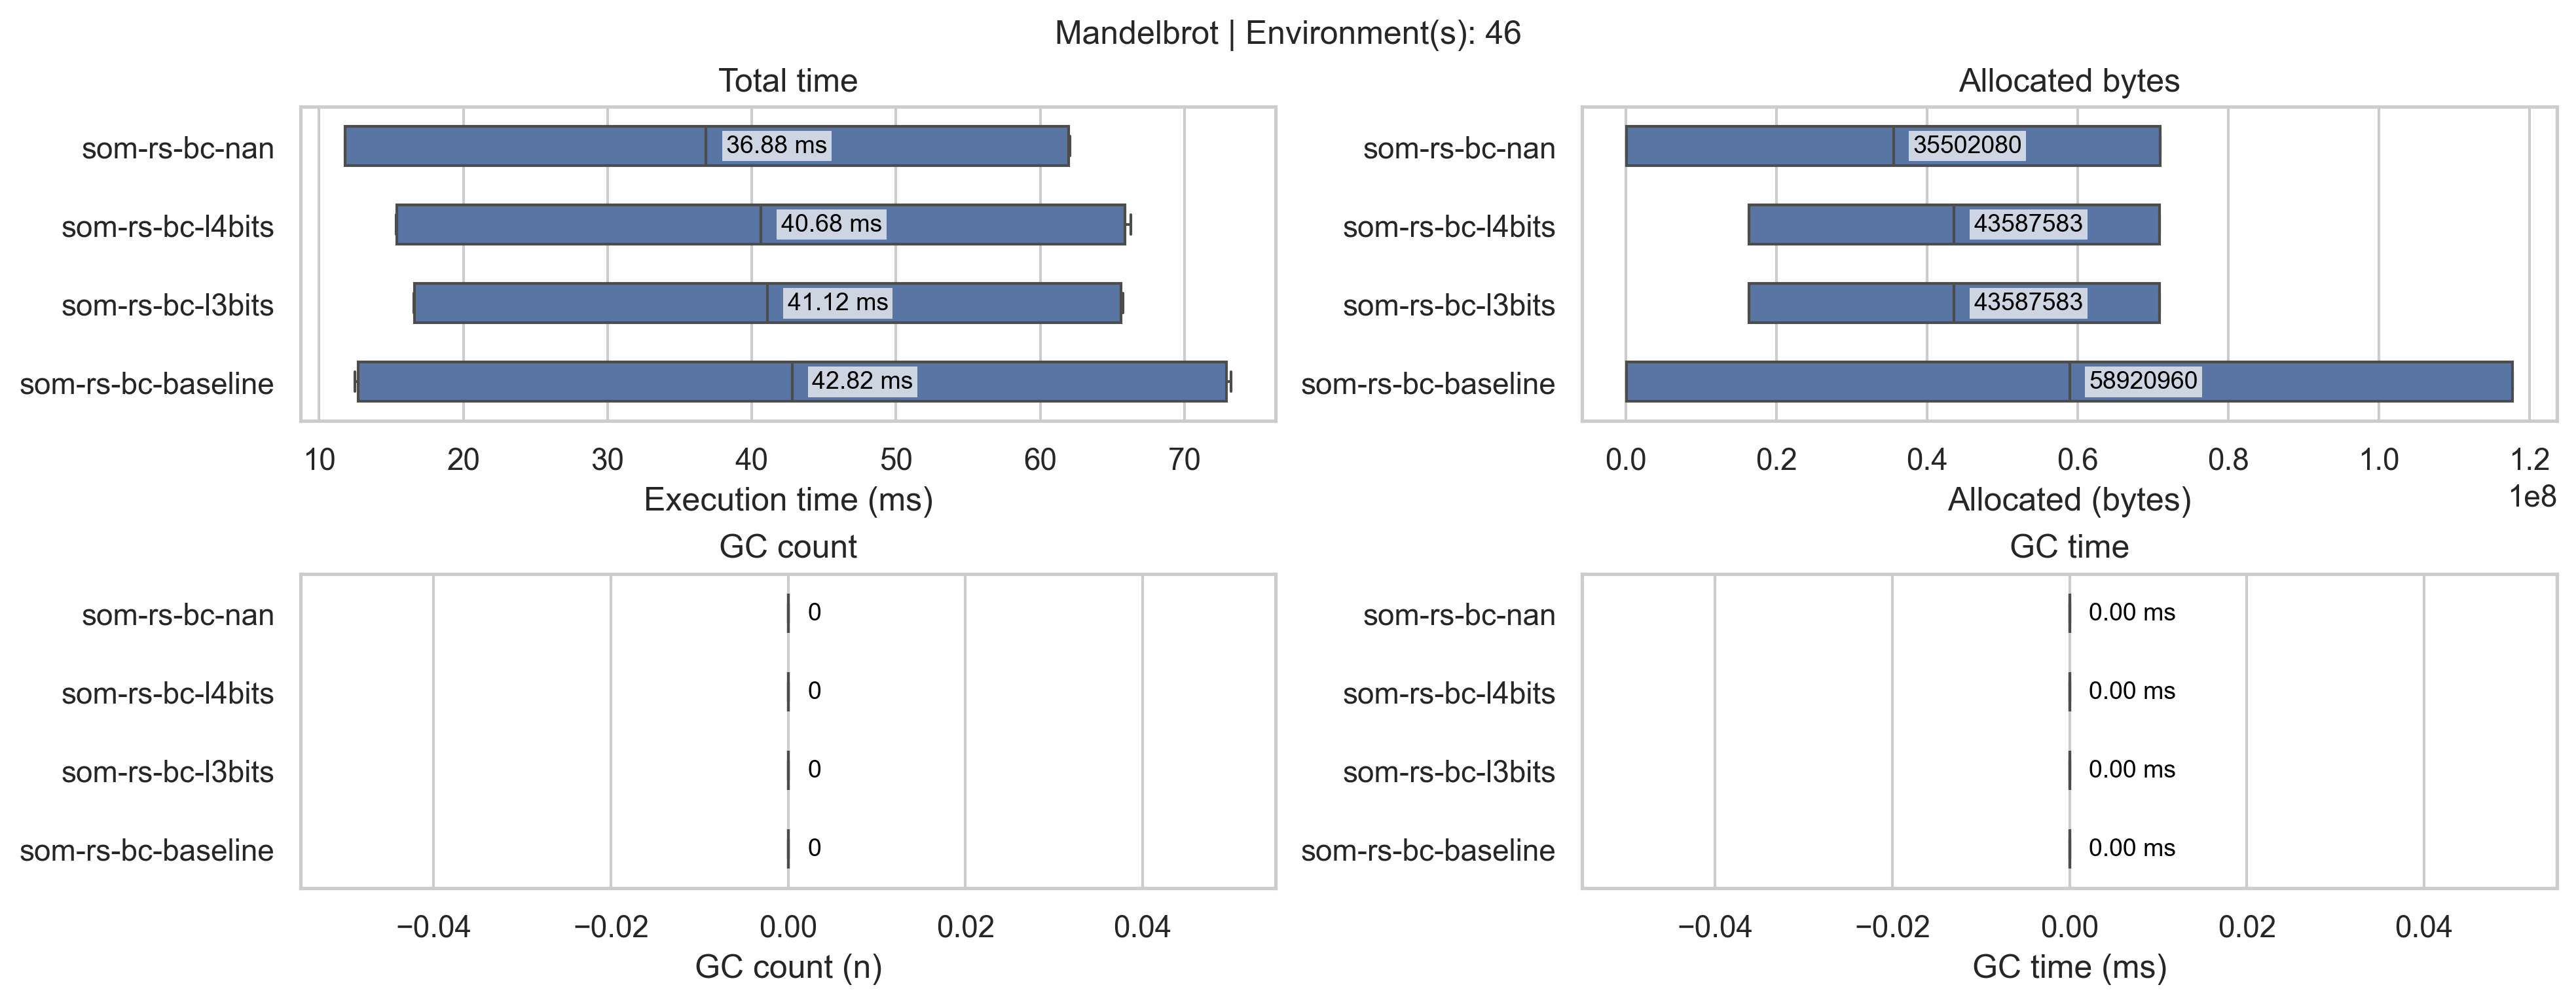 Mandelbrot | Environment(s): 46
Total time
som-rs-bc-nan
36.88 ms
som-rs-bc-l4bits
40.68 ms
som-rs-bc-l3bits
41.12 ms
som-rs-bc-baseline
42.82 ms
10 20 30 40 50 60 70
Execution time (ms)
Allocated bytes
som-rs-bc-nan
35502080
som-rs-bc-l4bits
43587583
som-rs-bc-l3bits
43587583
som-rs-bc-baseline
58920960
0.0 0.2 0.4 0.6 0.8 1.0 1.2
1e8
Allocated (bytes)
GC count
som-rs-bc-nan
0
som-rs-bc-l4bits
0
som-rs-bc-l3bits
0
som-rs-bc-baseline
0
−0.04 −0.02 0.00 0.02 0.04
GC count (n)
GC time
som-rs-bc-nan
0.00 ms
som-rs-bc-l4bits
0.00 ms
som-rs-bc-l3bits
0.00 ms
som-rs-bc-baseline
0.00 ms
−0.04 −0.02 0.00 0.02 0.04
GC time (ms)